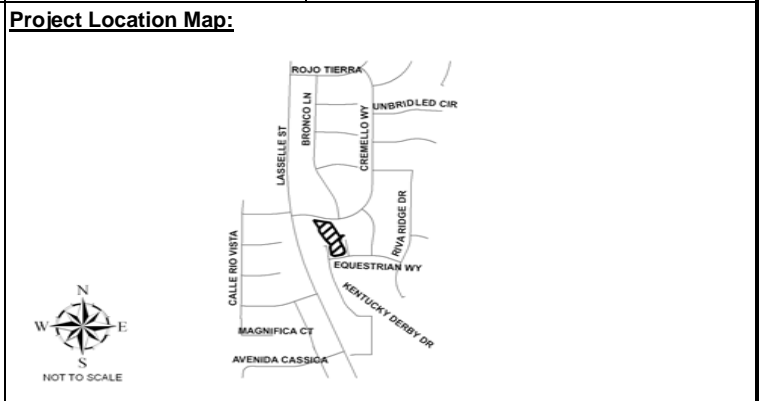 Project Location Map:
ROJO TIERRA
UNBRIDLED CIR
BRONCO LN
CREMELLO WY
LASSELLE ST
RIVA RIDGE DR
CALLE RIO VISTA
EQUESTRIAN WY
KENTUCKY DERBY DR
MAGNIFICA CT
AVENIDA CASSICA
N
W E
S
NOT TO SCALE